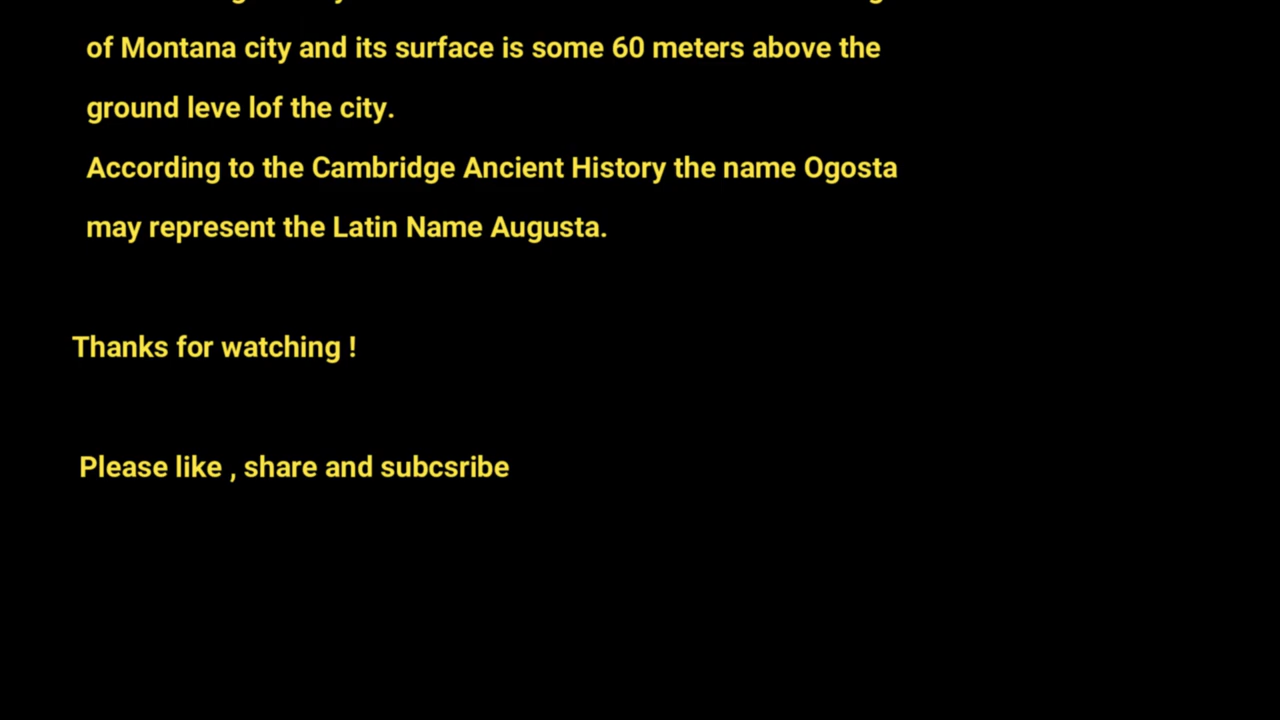 of Montana city and its surface is some 60 meters above the
ground leve lof the city.
According to the Cambridge Ancient History the name Ogosta
may represent the Latin Name Augusta.
Thanks for watching !
Please like , share and subcsribe